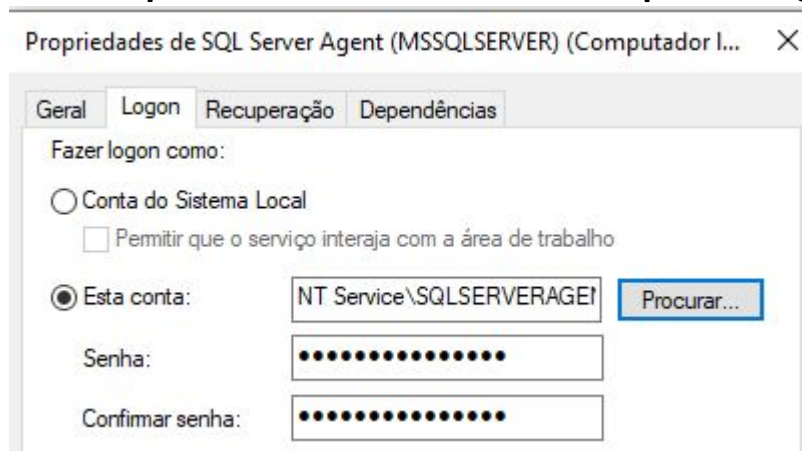 Propriedades de SQL Server Agent (MSSQLSERVER) (Computador l...
Geral Logon Recuperação Dependências
Fazer logon como:
Conta do Sistema Local
Permitir que o serviço interaja com a área de trabalho
Esta conta: NT Service\SQLSERVERAGEN Procurar...
Senha: •••••••••••••••
Confirmar senha: •••••••••••••••